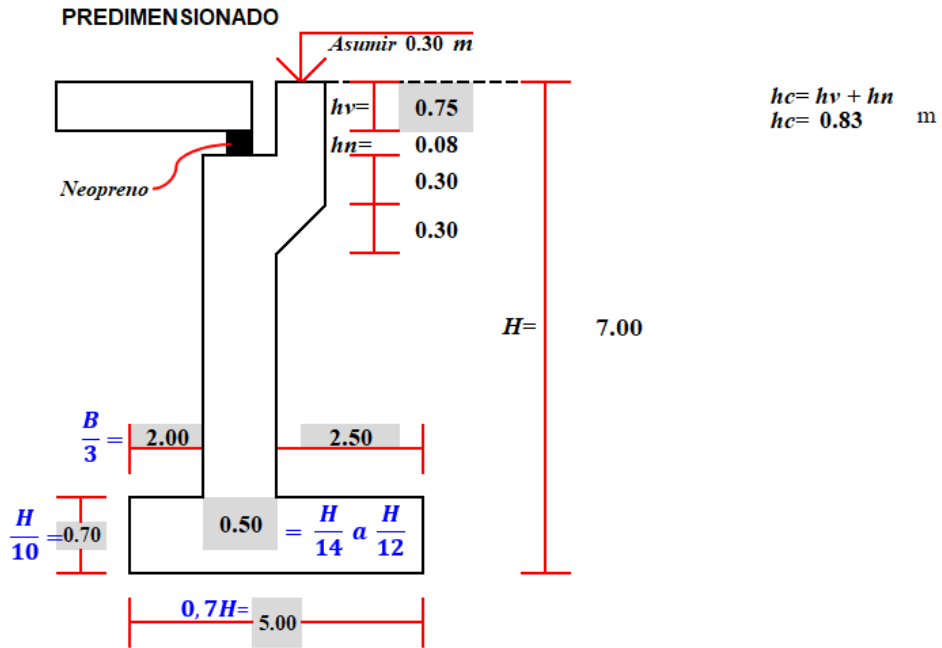 PREDIMENSIONADO
Asumir 0.30 m
hv= 0.75
hc= hv + hn
hc= 0.83 m
hn= 0.08
Neopreno
0.30
0.30
H= 7.00
B/3 = 2.00
2.50
H/10 = 0.70
0.50 = H/14 a H/12
0,7H= 5.00